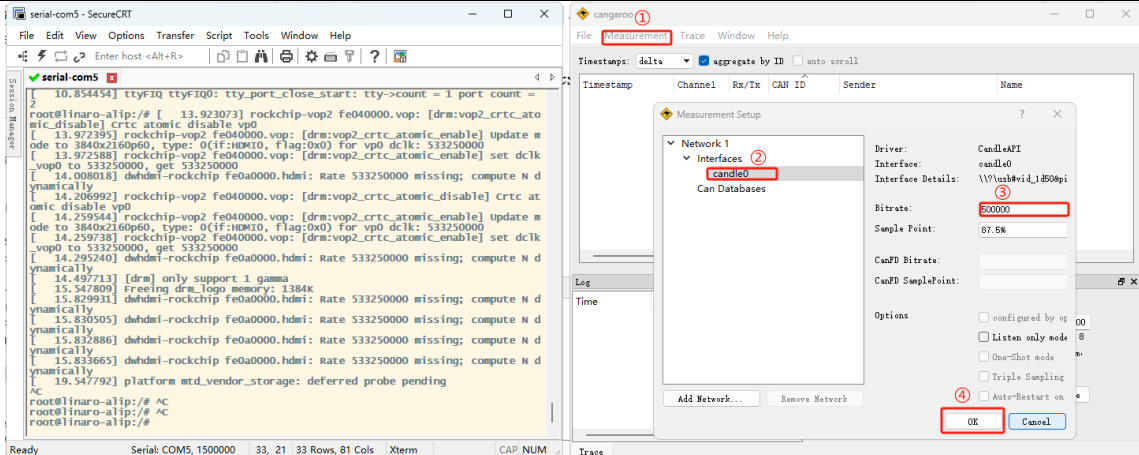 serial-com5 - SecureCRT
File Edit View Options Transfer Script Tools Window Help
Enter host <Alt+R>
Session Manager
serial-com5
[ 10.854454] ttyFIQ ttyFIQ0: tty_port_close_start: tty->count = 1 port count =
2
root@linaro-alip:/# [ 13.923073] rockchip-vop2 fe040000.vop: [drm:vop2_crtc_ato
mic_disable] Crtc atomic disable vp0
[ 13.972395] rockchip-vop2 fe040000.vop: [drm:vop2_crtc_atomic_enable] Update m
ode to 3840x2160p60, type: 0(if:HDMI0, flag:0x0) for vp0 dclk: 533250000
[ 13.972588] rockchip-vop2 fe040000.vop: [drm:vop2_crtc_atomic_enable] set dclk
_vop0 to 533250000, get 533250000
[ 14.008018] dwhdmi-rockchip fe0a0000.hdmi: Rate 533250000 missing; compute N d
ynamically
[ 14.206992] rockchip-vop2 fe040000.vop: [drm:vop2_crtc_atomic_disable] Crtc at
omic disable vp0
[ 14.259544] rockchip-vop2 fe040000.vop: [drm:vop2_crtc_atomic_enable] Update m
ode to 3840x2160p60, type: 0(if:HDMI0, flag:0x0) for vp0 dclk: 533250000
[ 14.259738] rockchip-vop2 fe040000.vop: [drm:vop2_crtc_atomic_enable] set dclk
_vop0 to 533250000, get 533250000
[ 14.295240] dwhdmi-rockchip fe0a0000.hdmi: Rate 533250000 missing; compute N d
ynamically
[ 14.497713] [drm] only support 1 gamma
[ 15.547809] Freeing drm_logo memory: 1384K
[ 15.829931] dwhdmi-rockchip fe0a0000.hdmi: Rate 533250000 missing; compute N d
ynamically
[ 15.830505] dwhdmi-rockchip fe0a0000.hdmi: Rate 533250000 missing; compute N d
ynamically
[ 15.832886] dwhdmi-rockchip fe0a0000.hdmi: Rate 533250000 missing; compute N d
ynamically
[ 15.833665] dwhdmi-rockchip fe0a0000.hdmi: Rate 533250000 missing; compute N d
ynamically
[ 19.547792] platform mtd_vendor_storage: deferred probe pending
^C
root@linaro-alip:/# ^C
root@linaro-alip:/# ^C
root@linaro-alip:/#
Ready Serial: COM5, 1500000 33, 21 33 Rows, 81 Cols Xterm CAP NUM
cangaroo
①
File Measurement Trace Window Help
Timestamps: delta aggregate by ID auto scroll
Timestamp Channel Rx/Tx CAN ID Sender Name
Measurement Setup
Network 1
Interfaces ②
candle0
Can Databases
Driver: CandleAPI
Interface: candle0
Interface Details: \\?\usb#vid_1d50&pi
③
Bitrate: 500000
Sample Point: 87.5%
CanFD Bitrate:
CanFD SamplePoint:
Options
configured by op
Listen only mode
One-Shot mode
Triple Sampling
Auto-Restart on
Add Network... Remove Network
④
OK Cancel
Log
Time
00
8
Trace